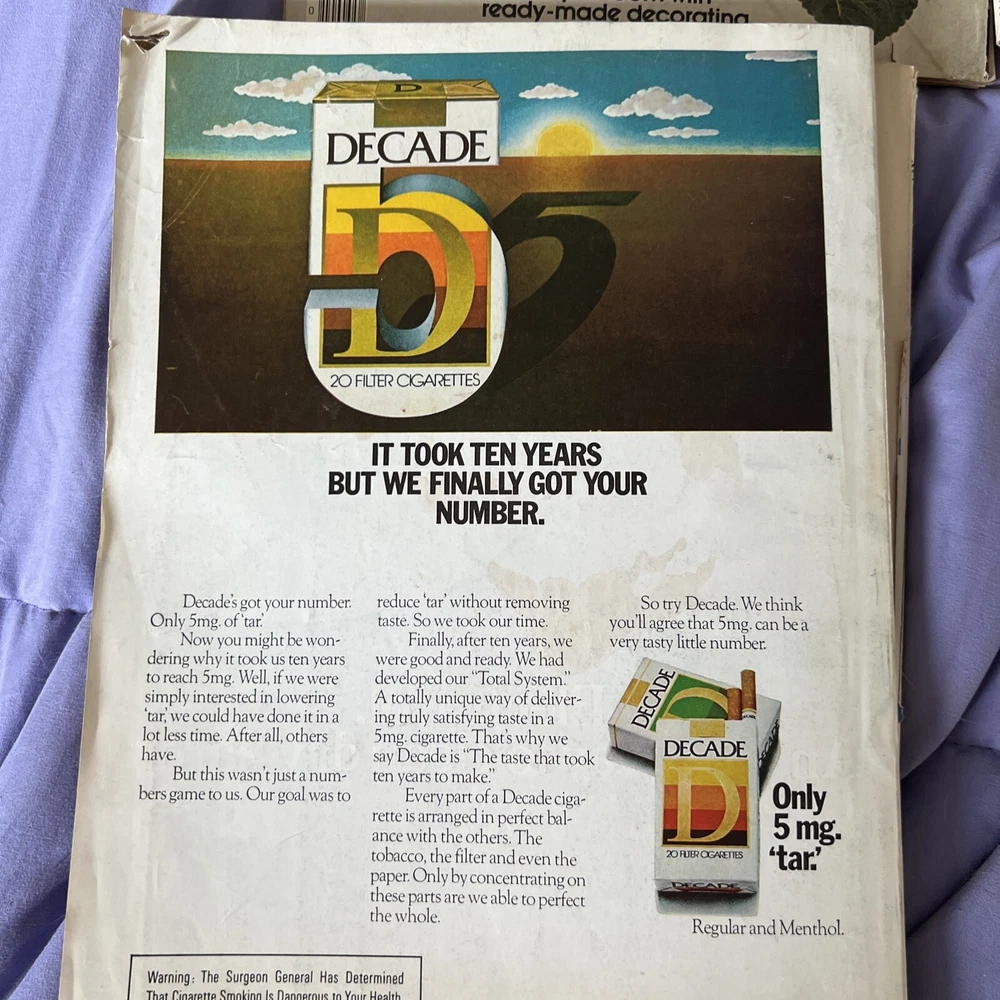 ready-made decorating
D
DECADE
D
20 FILTER CIGARETTES
IT TOOK TEN YEARS
BUT WE FINALLY GOT YOUR
NUMBER.
Decade's got your number.
Only 5mg. of 'tar.'
Now you might be won-
dering why it took us ten years
to reach 5mg. Well, if we were
simply interested in lowering
'tar,' we could have done it in a
lot less time. After all, others
have.
But this wasn't just a num-
bers game to us. Our goal was to
reduce 'tar' without removing
taste. So we took our time.
Finally, after ten years, we
were good and ready. We had
developed our “Total System.”
A totally unique way of deliver-
ing truly satisfying taste in a
5mg. cigarette. That's why we
say Decade is “The taste that took
ten years to make.”
Every part of a Decade ciga-
rette is arranged in perfect bal-
ance with the others. The
tobacco, the filter and even the
paper. Only by concentrating on
these parts are we able to perfect
the whole.
So try Decade. We think
you'll agree that 5mg. can be a
very tasty little number.
DECADE
DECADE
D
20 FILTER CIGARETTES
DECADE
Only
5 mg.
'tar.'
Regular and Menthol.
Warning: The Surgeon General Has Determined
That Cigarette Smoking Is Dangerous to Your Health.